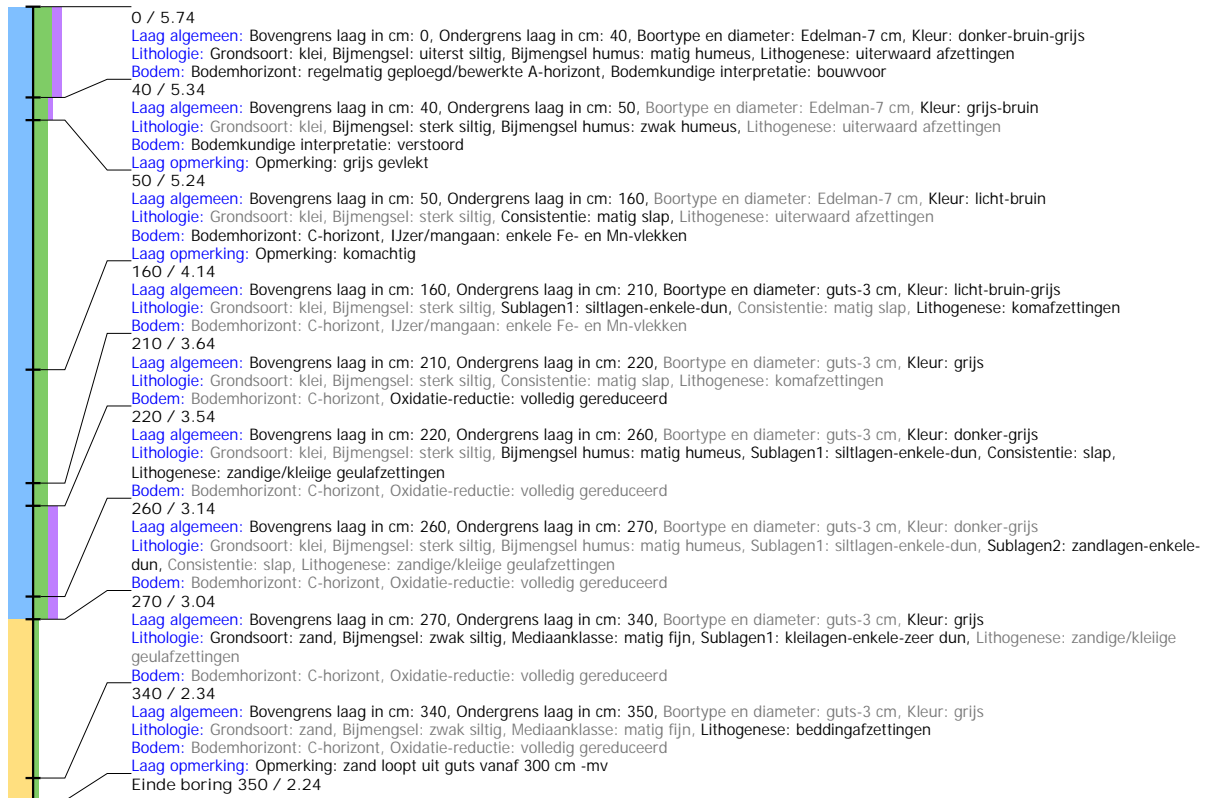 0 / 5.74
Laag algemeen: Bovengrens laag in cm: 0, Ondergrens laag in cm: 40, Boortype en diameter: Edelman-7 cm, Kleur: donker-bruin-grijs
Lithologie: Grondsoort: klei, Bijmengsel: uiterst siltig, Bijmengsel humus: matig humeus, Lithogenese: uiterwaard afzettingen
Bodem: Bodemhorizont: regelmatig geploegd/bewerkte A-horizont, Bodemkundige interpretatie: bouwvoor
40 / 5.34
Laag algemeen: Bovengrens laag in cm: 40, Ondergrens laag in cm: 50, Boortype en diameter: Edelman-7 cm, Kleur: grijs-bruin
Lithologie: Grondsoort: klei, Bijmengsel: sterk siltig, Bijmengsel humus: zwak humeus, Lithogenese: uiterwaard afzettingen
Bodem: Bodemkundige interpretatie: verstoord
Laag opmerking: Opmerking: grijs gevlekt
50 / 5.24
Laag algemeen: Bovengrens laag in cm: 50, Ondergrens laag in cm: 160, Boortype en diameter: Edelman-7 cm, Kleur: licht-bruin
Lithologie: Grondsoort: klei, Bijmengsel: sterk siltig, Consistentie: matig slap, Lithogenese: uiterwaard afzettingen
Bodem: Bodemhorizont: C-horizont, IJzer/mangaan: enkele Fe- en Mn-vlekken
Laag opmerking: Opmerking: komachtig
160 / 4.14
Laag algemeen: Bovengrens laag in cm: 160, Ondergrens laag in cm: 210, Boortype en diameter: guts-3 cm, Kleur: licht-bruin-grijs
Lithologie: Grondsoort: klei, Bijmengsel: sterk siltig, Sublagen1: siltlagen-enkele-dun, Consistentie: matig slap, Lithogenese: komafzettingen
Bodem: Bodemhorizont: C-horizont, IJzer/mangaan: enkele Fe- en Mn-vlekken
210 / 3.64
Laag algemeen: Bovengrens laag in cm: 210, Ondergrens laag in cm: 220, Boortype en diameter: guts-3 cm, Kleur: grijs
Lithologie: Grondsoort: klei, Bijmengsel: sterk siltig, Consistentie: matig slap, Lithogenese: komafzettingen
Bodem: Bodemhorizont: C-horizont, Oxidatie-reductie: volledig gereduceerd
220 / 3.54
Laag algemeen: Bovengrens laag in cm: 220, Ondergrens laag in cm: 260, Boortype en diameter: guts-3 cm, Kleur: donker-grijs
Lithologie: Grondsoort: klei, Bijmengsel: sterk siltig, Bijmengsel humus: matig humeus, Sublagen1: siltlagen-enkele-dun, Consistentie: slap,
Lithogenese: zandige/kleiige geulafzettingen
Bodem: Bodemhorizont: C-horizont, Oxidatie-reductie: volledig gereduceerd
260 / 3.14
Laag algemeen: Bovengrens laag in cm: 260, Ondergrens laag in cm: 270, Boortype en diameter: guts-3 cm, Kleur: donker-grijs
Lithologie: Grondsoort: klei, Bijmengsel: sterk siltig, Bijmengsel humus: matig humeus, Sublagen1: siltlagen-enkele-dun, Sublagen2: zandlagen-enkele-
dun, Consistentie: slap, Lithogenese: zandige/kleiige geulafzettingen
Bodem: Bodemhorizont: C-horizont, Oxidatie-reductie: volledig gereduceerd
270 / 3.04
Laag algemeen: Bovengrens laag in cm: 270, Ondergrens laag in cm: 340, Boortype en diameter: guts-3 cm, Kleur: grijs
Lithologie: Grondsoort: zand, Bijmengsel: zwak siltig, Mediaanklasse: matig fijn, Sublagen1: kleilagen-enkele-zeer dun, Lithogenese: zandige/kleiige
geulafzettingen
Bodem: Bodemhorizont: C-horizont, Oxidatie-reductie: volledig gereduceerd
340 / 2.34
Laag algemeen: Bovengrens laag in cm: 340, Ondergrens laag in cm: 350, Boortype en diameter: guts-3 cm, Kleur: grijs
Lithologie: Grondsoort: zand, Bijmengsel: zwak siltig, Mediaanklasse: matig fijn, Lithogenese: beddingafzettingen
Bodem: Bodemhorizont: C-horizont, Oxidatie-reductie: volledig gereduceerd
Laag opmerking: Opmerking: zand loopt uit guts vanaf 300 cm -mv
Einde boring 350 / 2.24